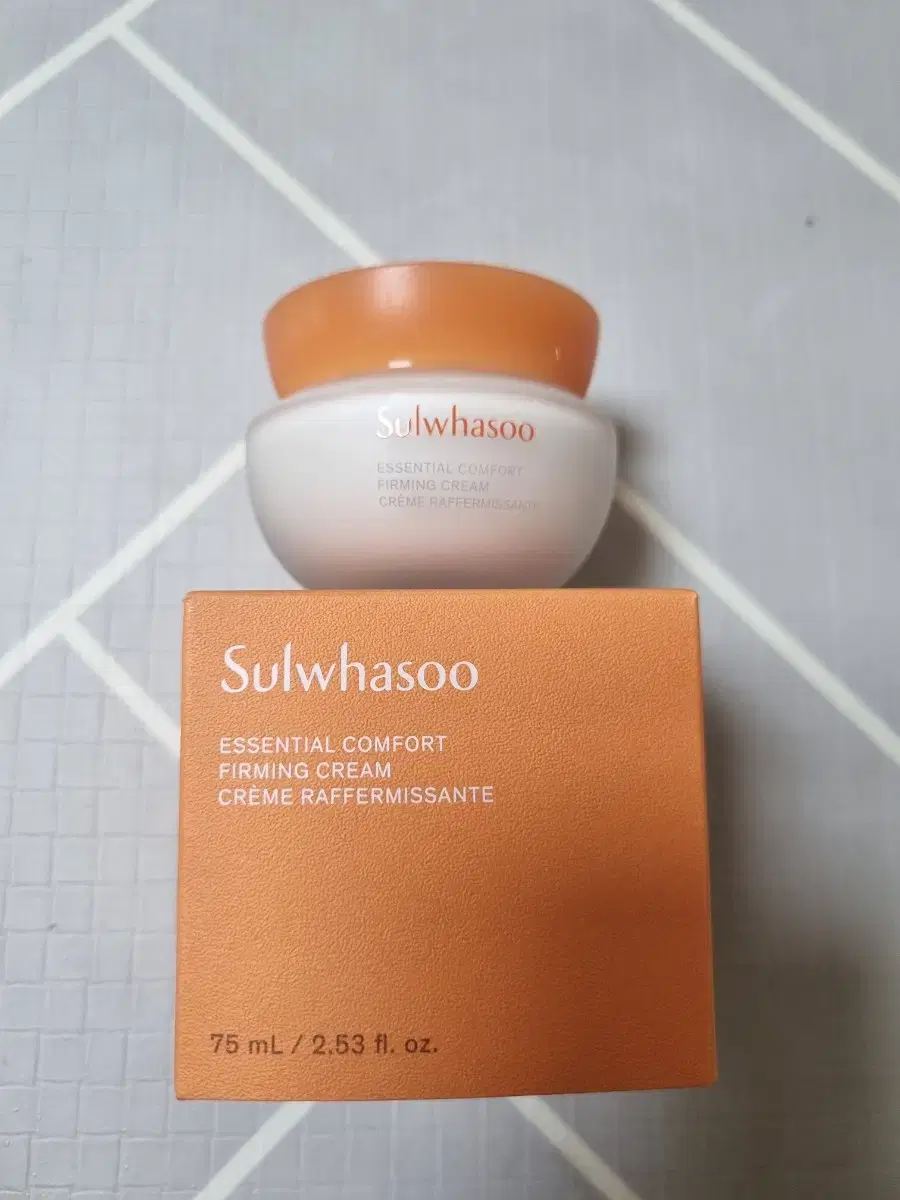 Sulwhasoo
ESSENTIAL COMFORT
FIRMING CREAM
CRÈME RAFFERMISSANTE
Sulwhasoo
ESSENTIAL COMFORT
FIRMING CREAM
CRÈME RAFFERMISSANTE
75 mL / 2.53 fl. oz.